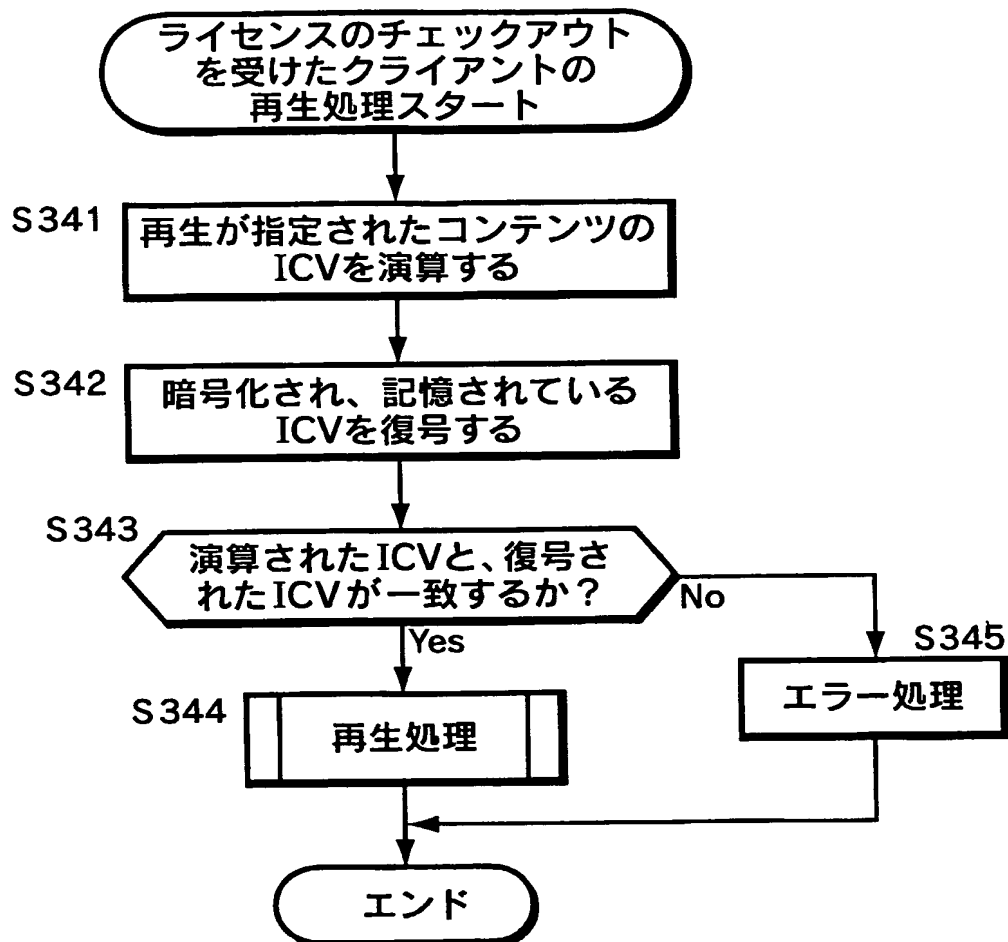 ライセンスのチェックアウト
を受けたクライアントの
再生処理スタート
S341
再生が指定されたコンテンツの
ICVを演算する
S342
暗号化され、記憶されている
ICVを復号する
S343
演算されたICVと、復号さ
れたICVが一致するか？
No
Yes
S345
エラー処理
S344
再生処理
エンド